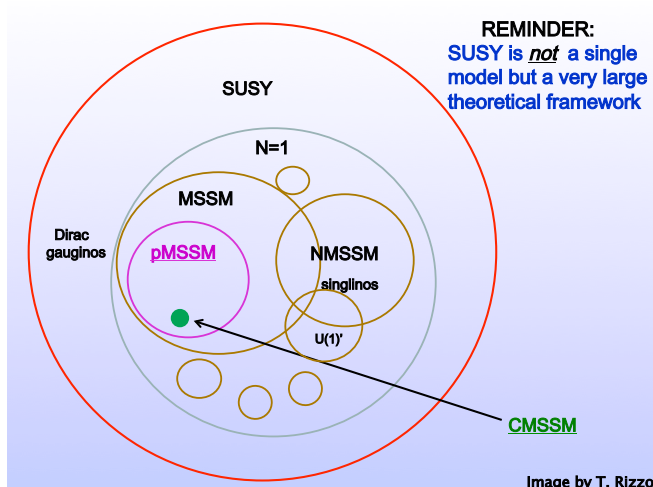 REMINDER:
SUSY is not a single
model but a very large
theoretical framework
SUSY
N=1
MSSM
Dirac
gauginos
pMSSM
NMSSM
singlinos
U(1)'
CMSSM
Image by T. Rizzo